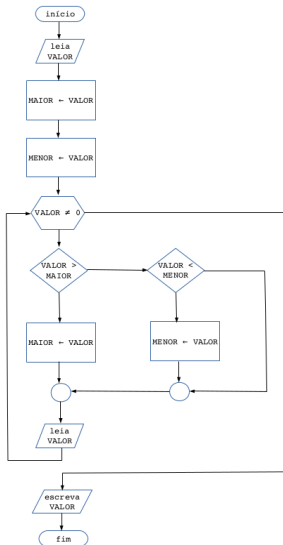 início
leia
VALOR
MAIOR ← VALOR
MENOR ← VALOR
VALOR ≠ 0
VALOR >
MAIOR
VALOR <
MENOR
MAIOR ← VALOR
MENOR ← VALOR
leia
VALOR
escreva
VALOR
fim